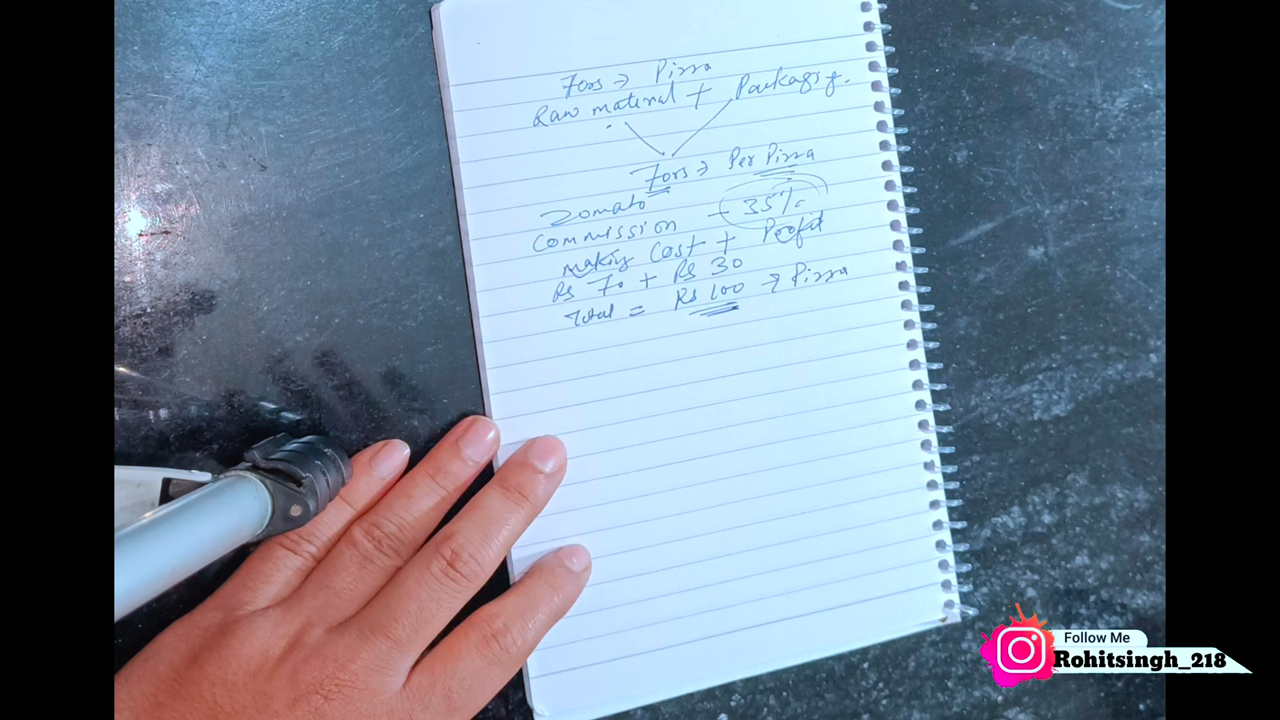 70rs → Pizza
Raw material + Packaging.
70rs → Per Pizza
Zomato
commission - 35%
making cost + Profit
Rs 70 + Rs 30
Total = Rs 100 → Pizza
Follow Me
Rohitsingh_218